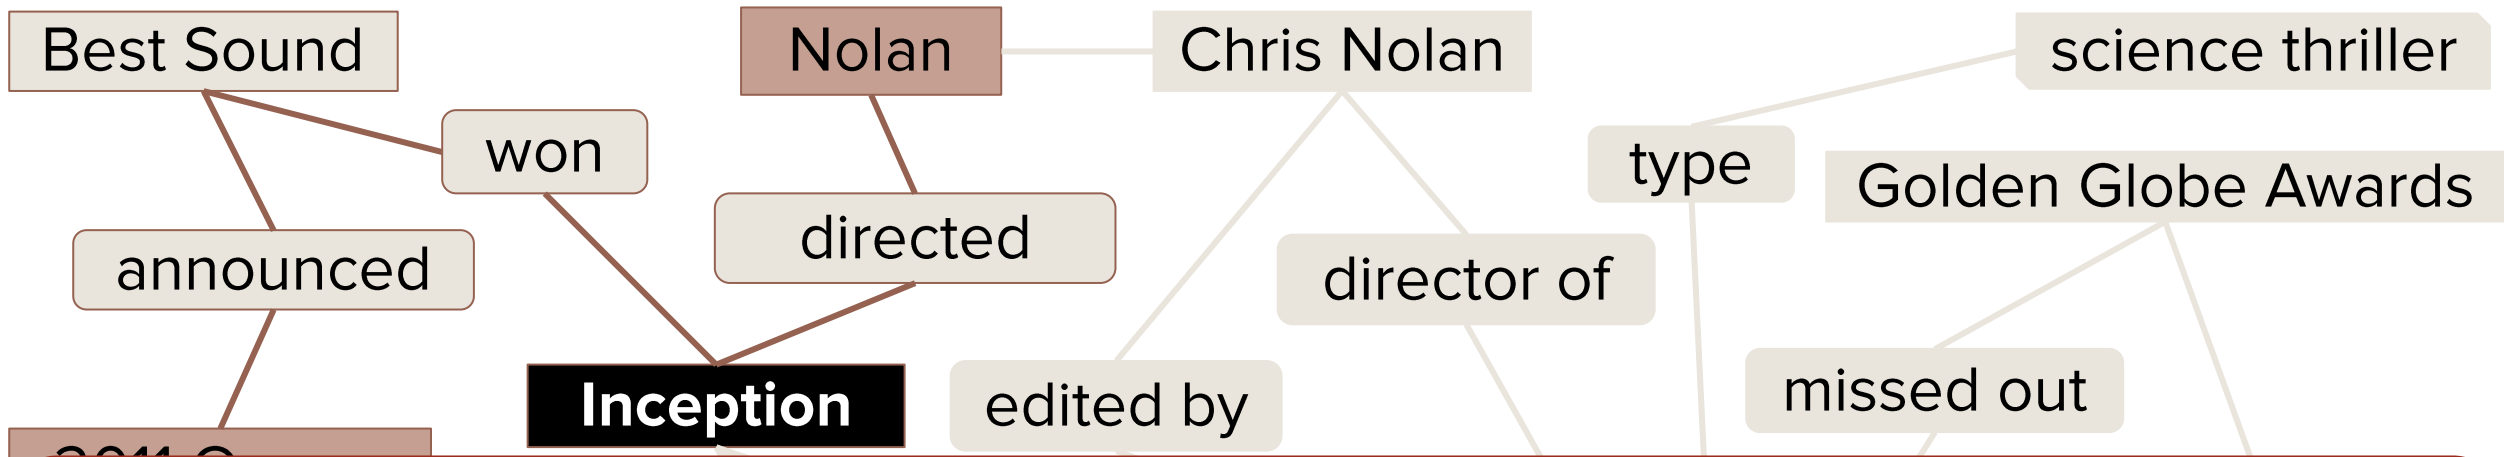 Best Sound
Nolan
Chris Nolan
science thriller
won
type
Golden Globe Awards
directed
announced
director of
missed out
Inception
edited by